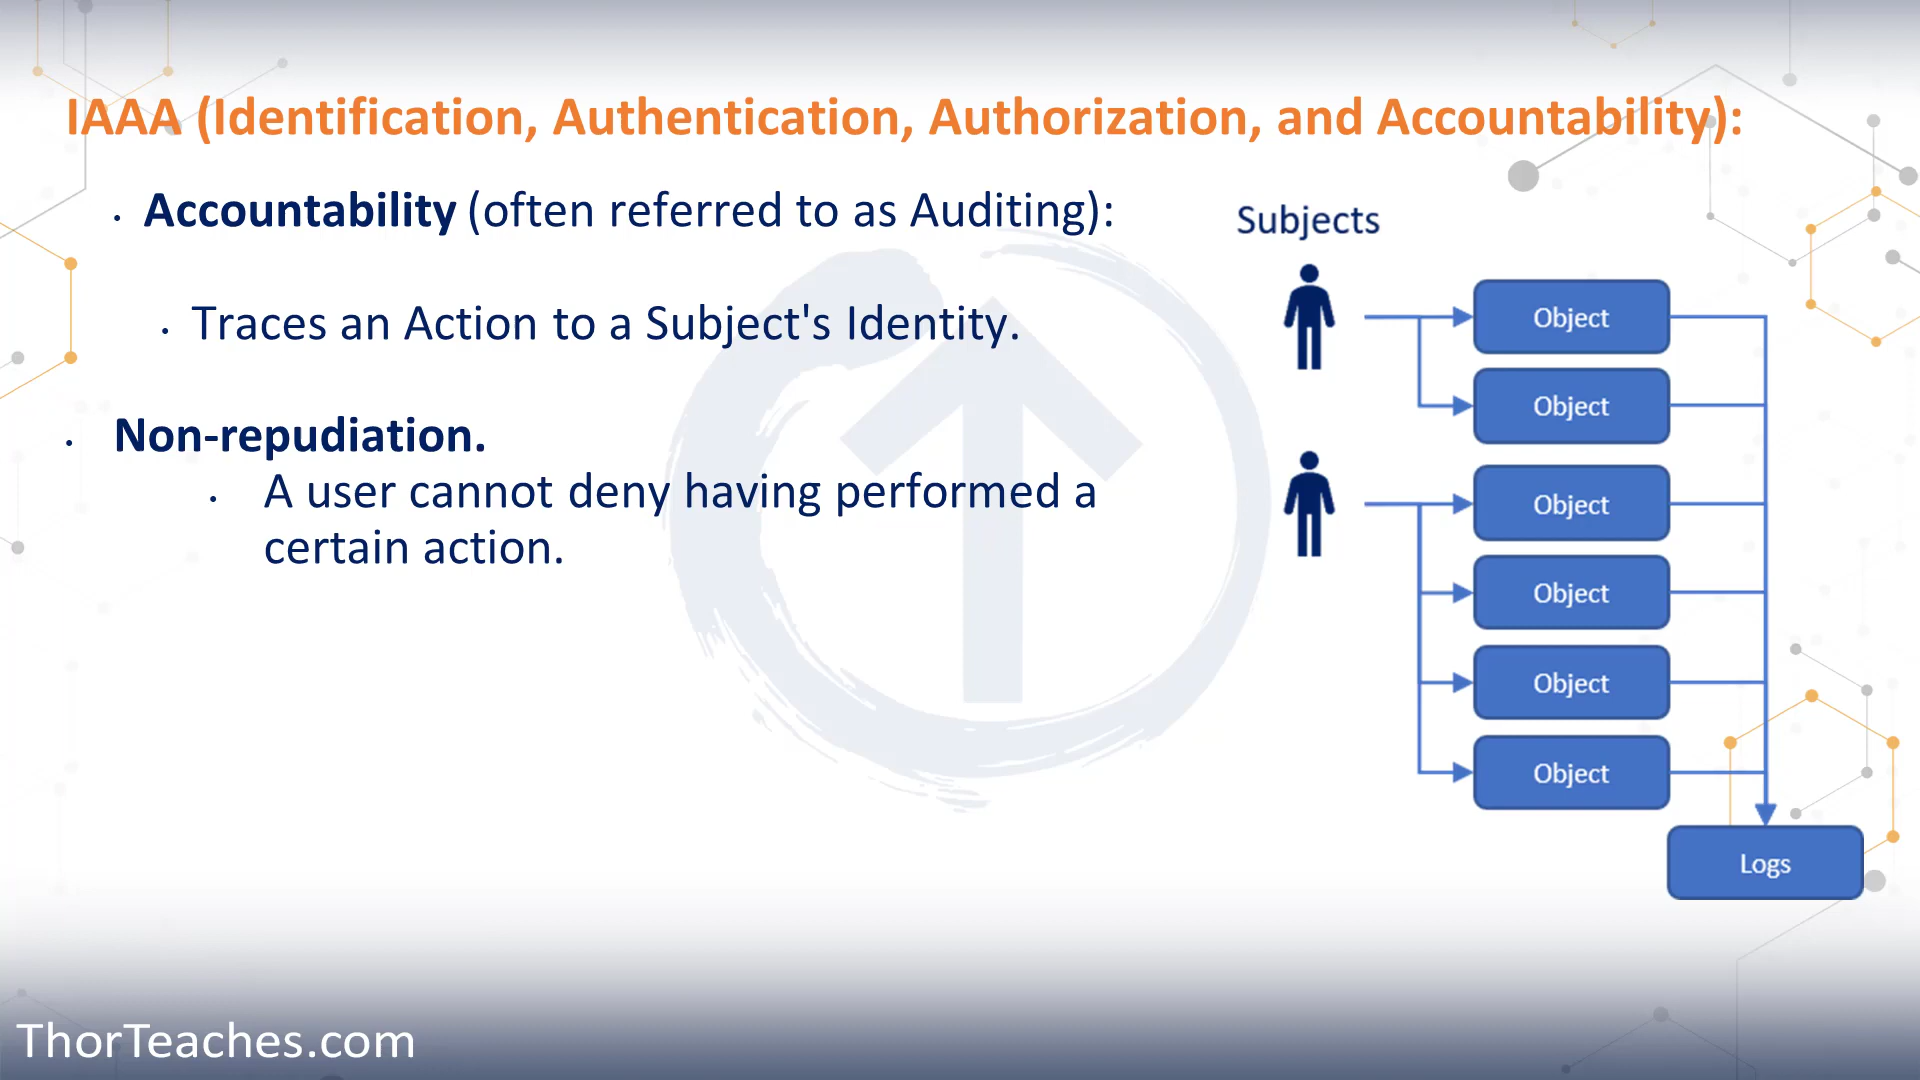 IAAA (Identification, Authentication, Authorization, and Accountability):
• Accountability (often referred to as Auditing):
• Traces an Action to a Subject's Identity.
• Non-repudiation.
• A user cannot deny having performed a
certain action.
Subjects
Object
Object
Object
Object
Object
Object
Logs
ThorTeaches.com